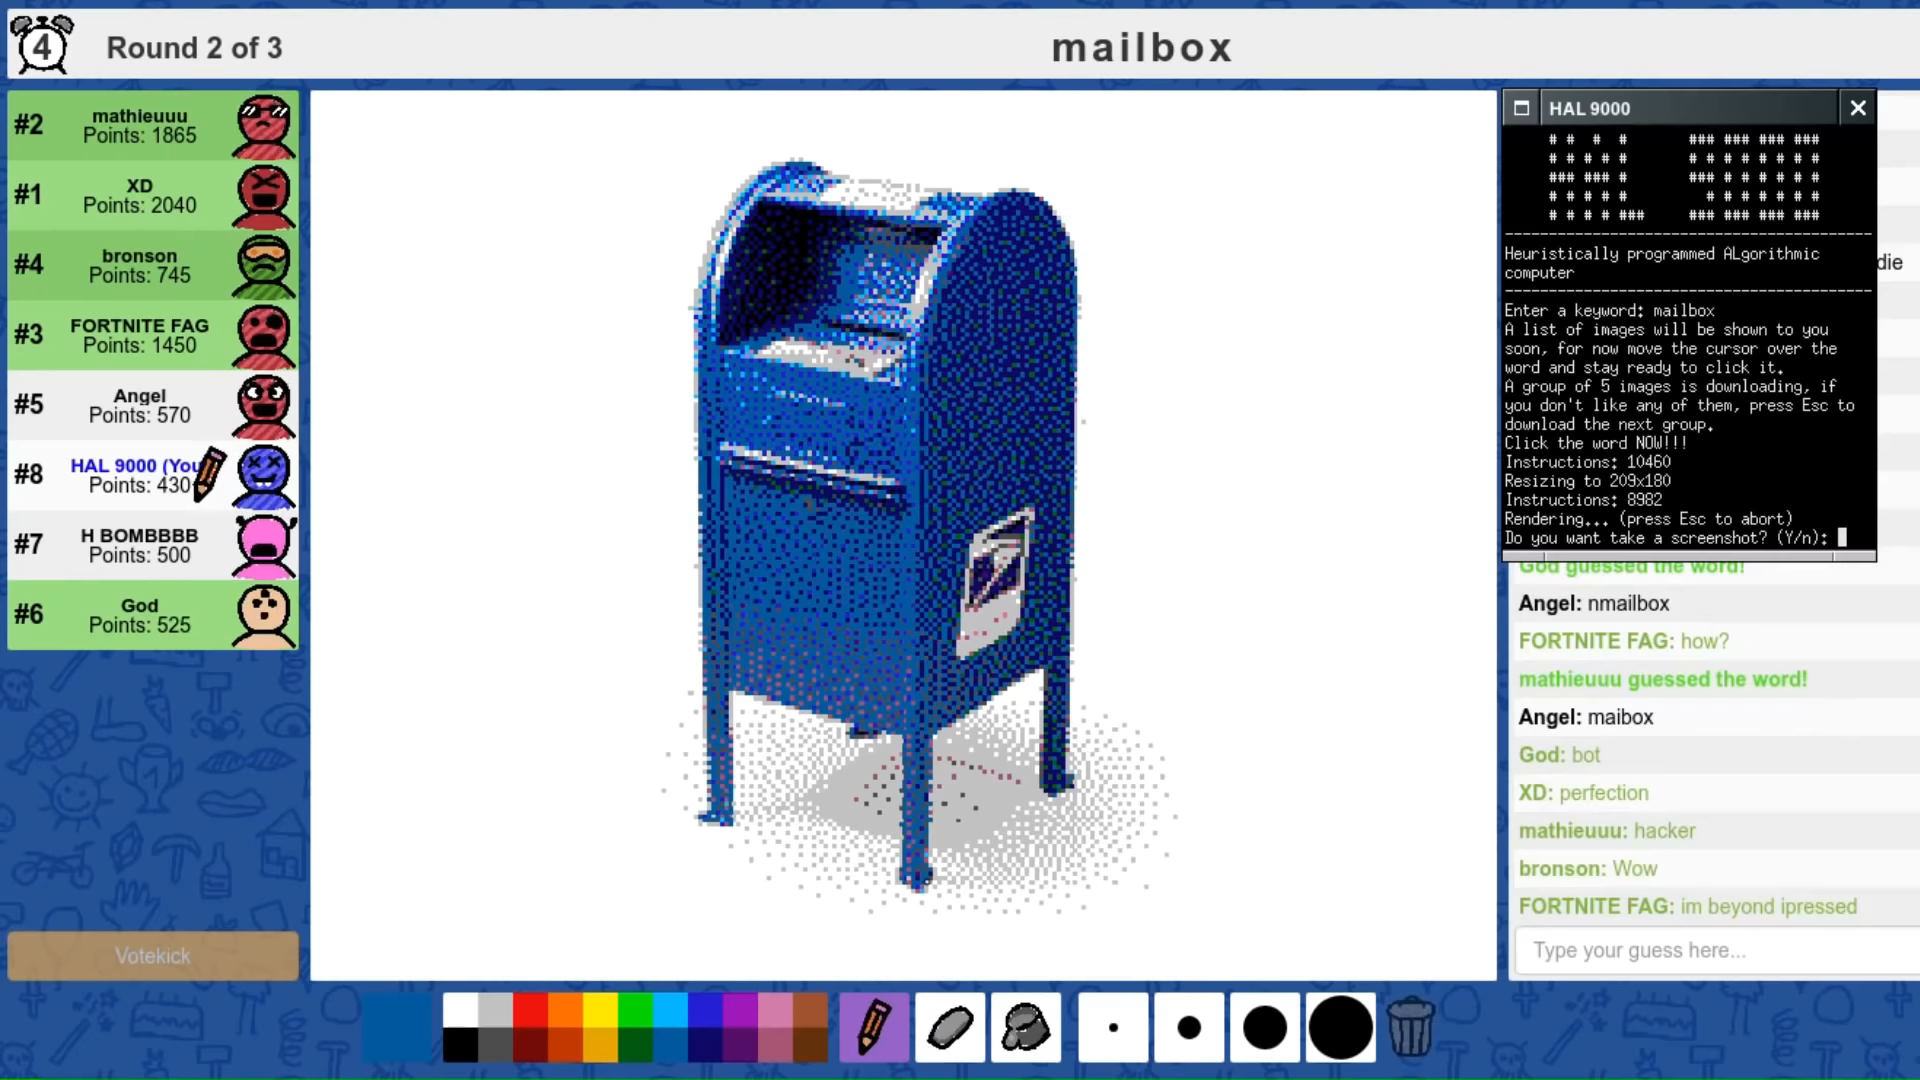 4
Round 2 of 3
mailbox
#2
mathieuuu
Points: 1865
#1
XD
Points: 2040
#4
bronson
Points: 745
#3
FORTNITE FAG
Points: 1450
#5
Angel
Points: 570
#8
HAL 9000 (You
Points: 430
#7
H BOMBBBB
Points: 500
#6
God
Points: 525
Votekick
HAL 9000
Heuristically programmed ALgorithmic
computer
Enter a keyword: mailbox
A list of images will be shown to you
soon, for now move the cursor over the
word and stay ready to click it.
A group of 5 images is downloading, if
you don't like any of them, press Esc to
download the next group.
Click the word NOW!!!
Instructions: 10460
Resizing to 209x180
Instructions: 8982
Rendering... (press Esc to abort)
Do you want take a screenshot? (Y/n):
die
God guessed the word!
Angel: nmailbox
FORTNITE FAG: how?
mathieuuu guessed the word!
Angel: maibox
God: bot
XD: perfection
mathieuuu: hacker
bronson: Wow
FORTNITE FAG: im beyond ipressed
Type your guess here...